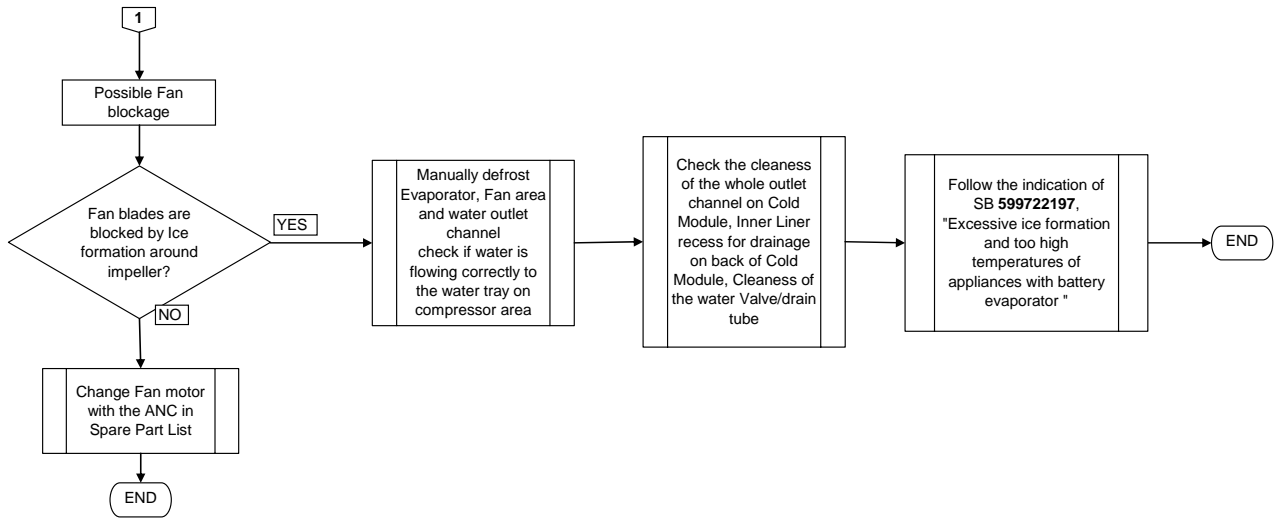 1
Possible Fan
blockage
Fan blades are
blocked by Ice
formation around
impeller?
YES
NO
Manually defrost
Evaporator, Fan area
and water outlet
channel
check if water is
flowing correctly to
the water tray on
compressor area
Check the cleaness
of the whole outlet
channel on Cold
Module, Inner Liner
recess for drainage
on back of Cold
Module, Cleaness of
the water Valve/drain
tube
Follow the indication of
SB 599722197,
"Excessive ice formation
and too high
temperatures of
appliances with battery
evaporator "
END
Change Fan motor
with the ANC in
Spare Part List
END